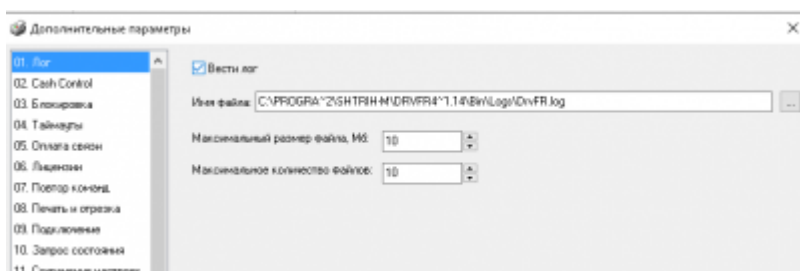 Дополнительные параметры
01. Лог
02. Cash Control
03. Блокировка
04. Таймауты
05. Оплата связи
06. Лицензии
07. Повтор команд
08. Печать и отрезка
09. Подключение
10. Запрос состояния
11.
Вести лог
Имя файла: C:\PROGRA~2\SHTRIH-M\DRVFR4~1.14\Bin\Logs\DrvFR.log ...
Максимальный размер файла, Мб: 10
Максимальное количество файлов: 10